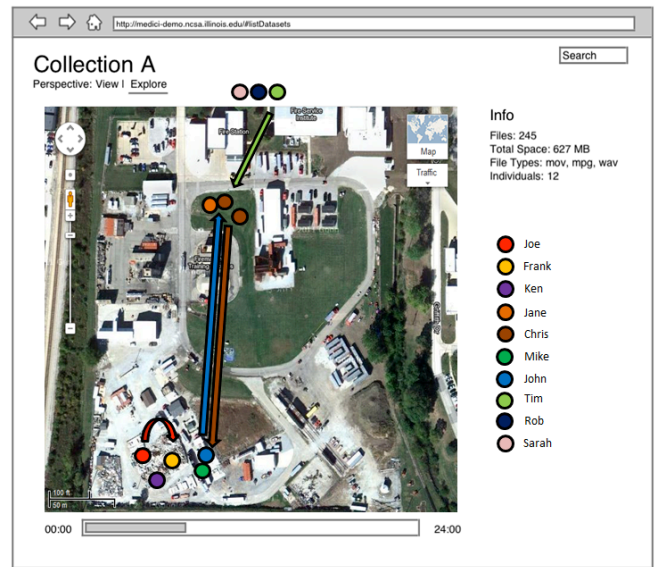 http://medici-demo.ncsa.illinois.edu/#listDatasets
Search
Collection A
Perspective: View | Explore
Fire Service
Institute
Fire Station
Map
Traffic
Training
100 ft
50 m
00:00
24:00
Info
Files: 245
Total Space: 627 MB
File Types: mov, mpg, wav
Individuals: 12
Joe
Frank
Ken
Jane
Chris
Mike
John
Tim
Rob
Sarah